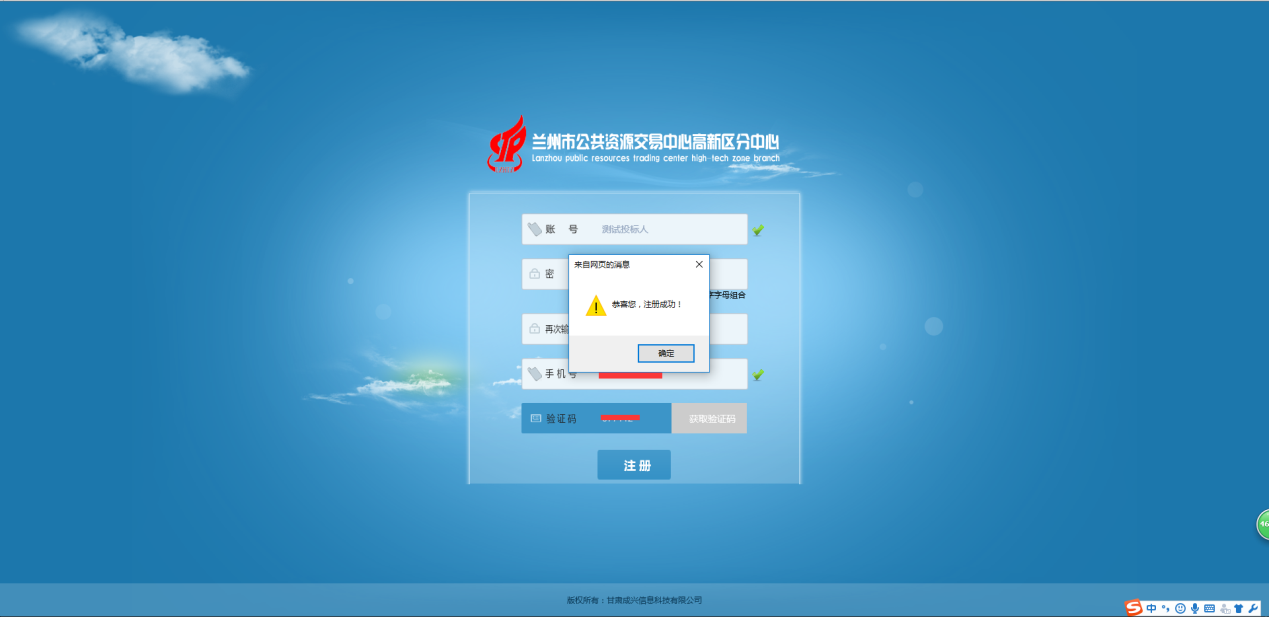 兰州市公共资源交易中心高新区分中心
Lanzhou public resources trading center high-tech zone branch
账 号 测试投标人
来自网页的消息
密
字母组合
恭喜您，注册成功！
再次输
确定
手机号
验证码
获取验证码
注册
版权所有：甘肃成兴信息科技有限公司
中
46